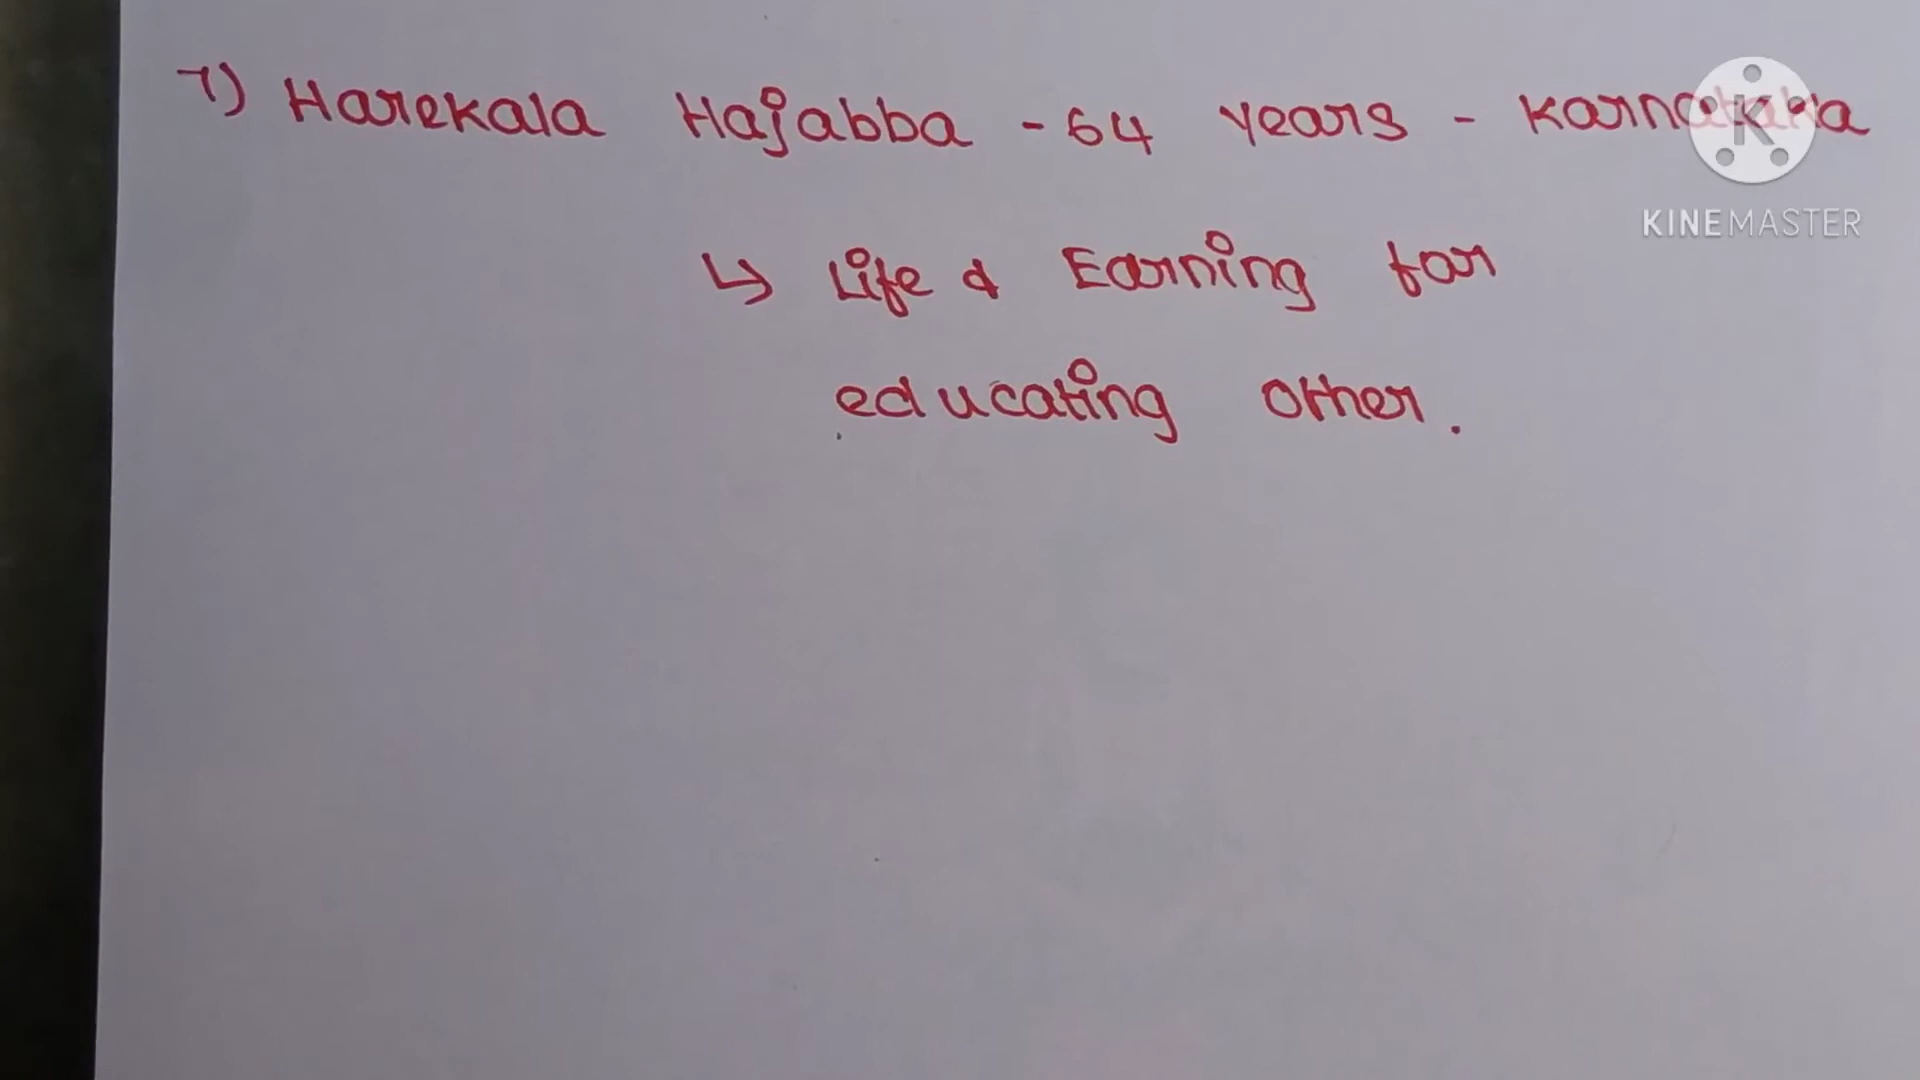 7) Harekala Hajabba - 64 years - Karnataka
KINEMASTER
↳ Life & Earning for
educating other.